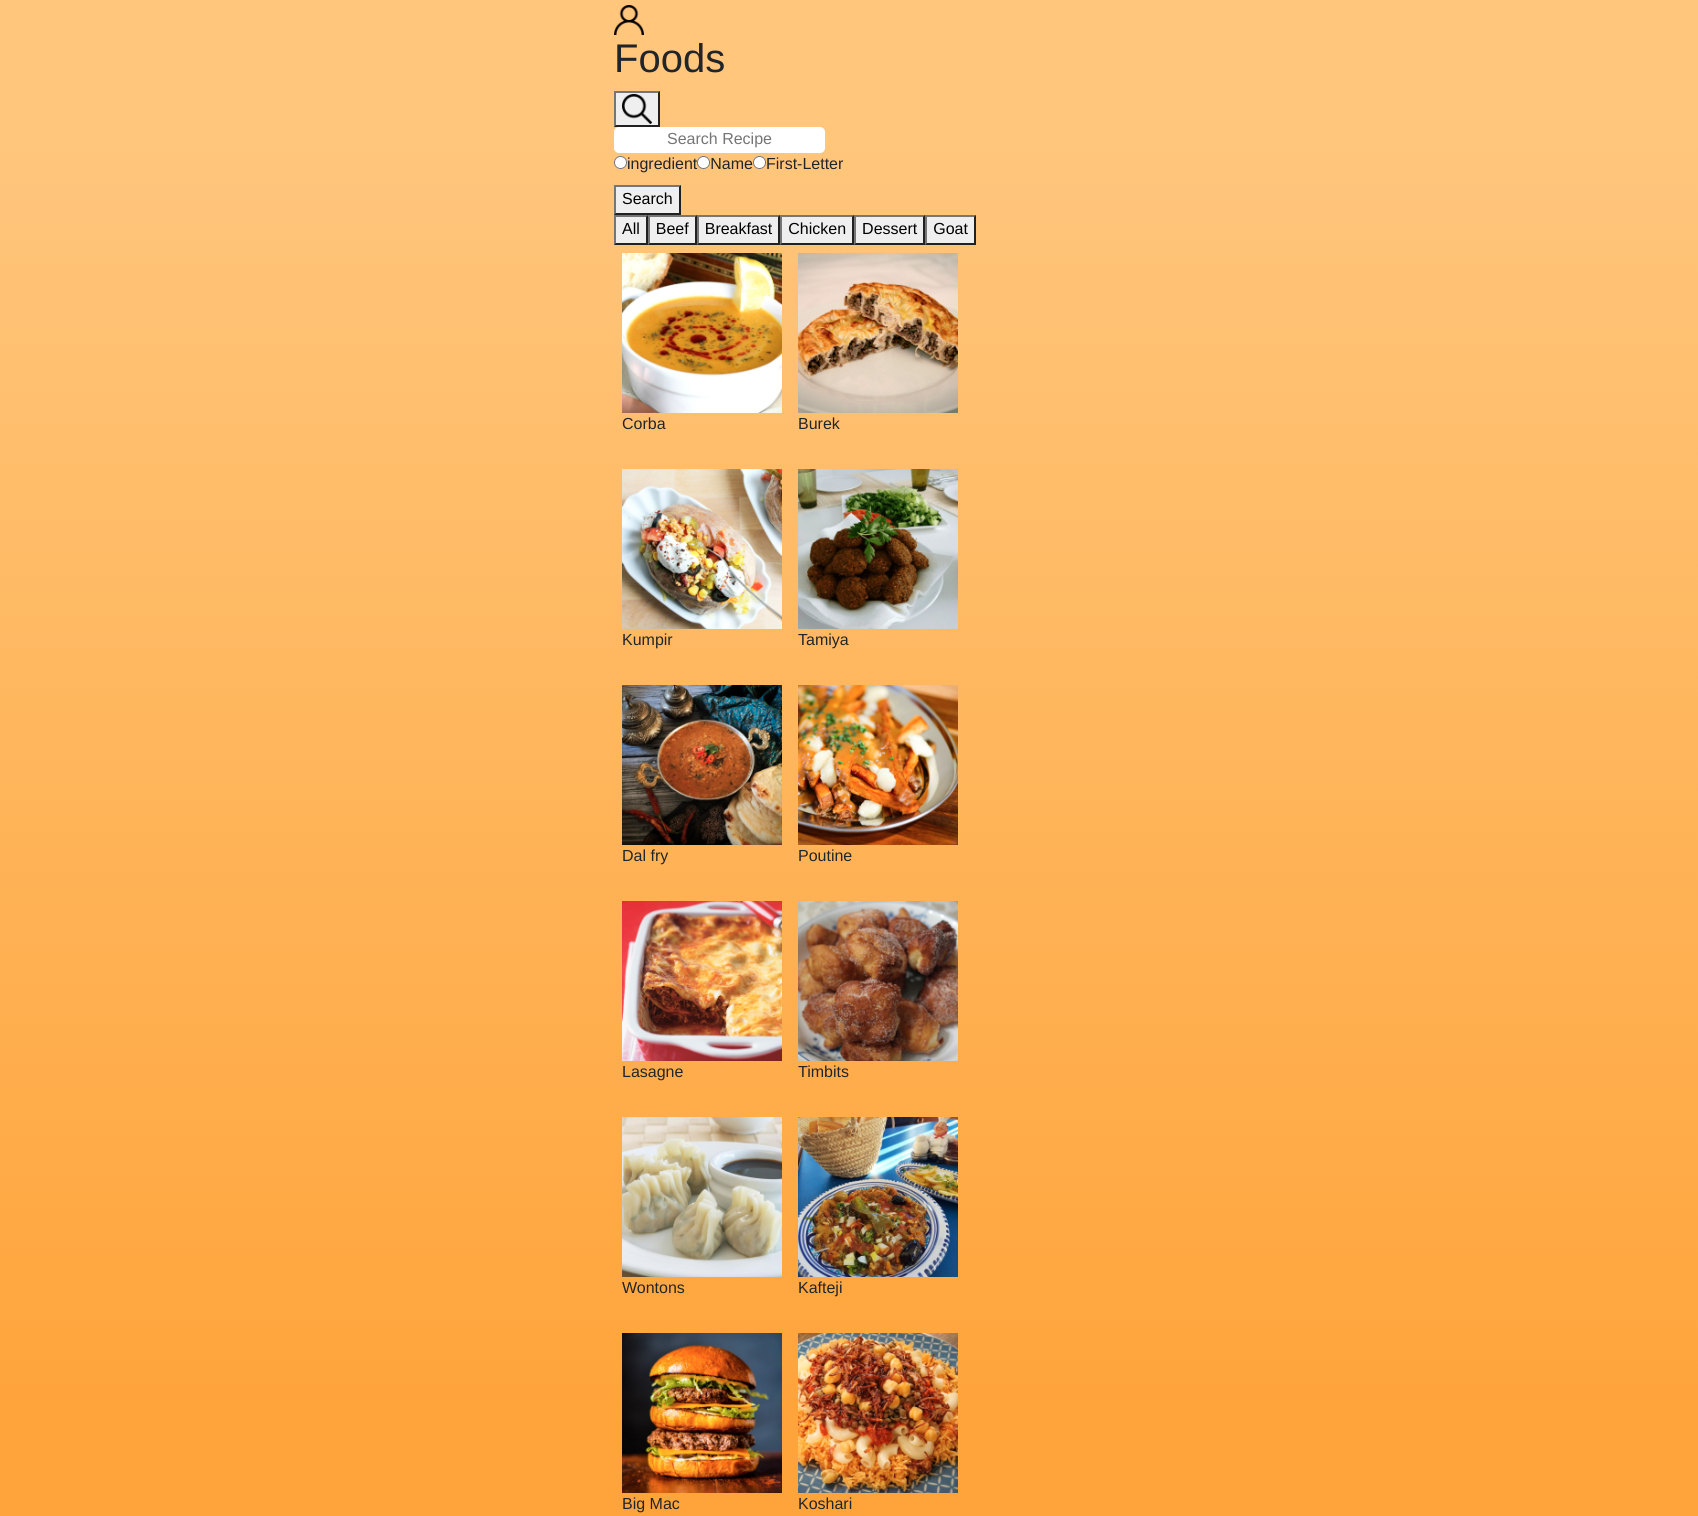 Foods
Search Recipe
ingredient Name First-Letter
Search
All Beef Breakfast Chicken Dessert Goat
Corba Burek
Kumpir Tamiya
Dal fry Poutine
Lasagne Timbits
Wontons Kafteji
Big Mac Koshari